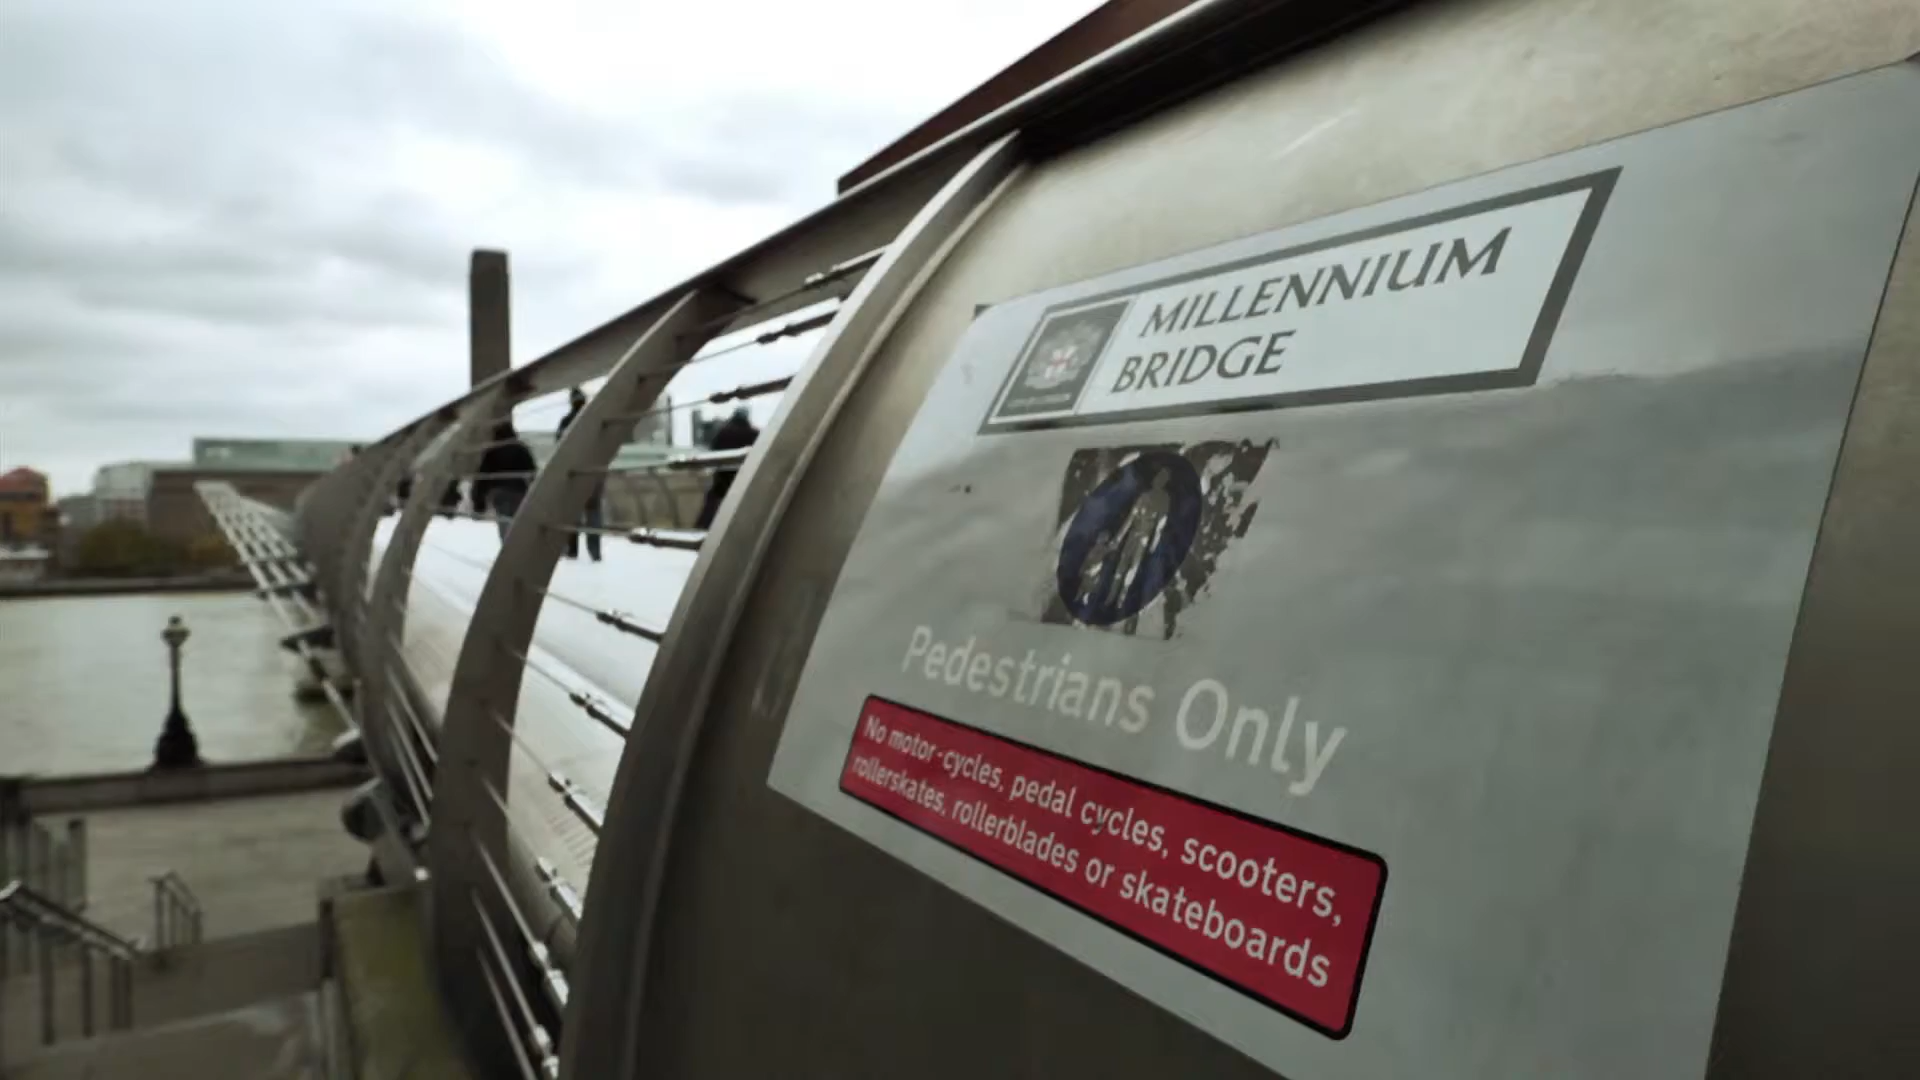 MILLENNIUM
BRIDGE
Pedestrians Only
No motor-cycles, pedal cycles, scooters,
rollerskates, rollerblades or skateboards